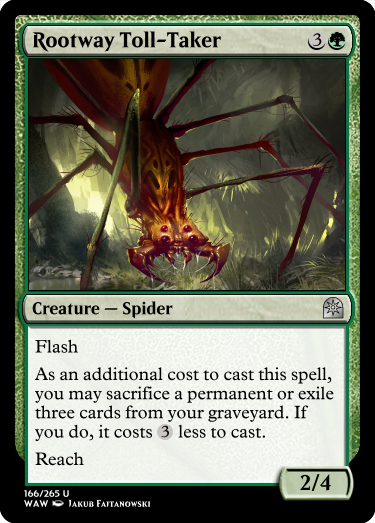 Rootway Toll-Taker 3
Creature — Spider
Flash
As an additional cost to cast this spell,
you may sacrifice a permanent or exile
three cards from your graveyard. If
you do, it costs 3 less to cast.
Reach
2/4
166/265 U
WAW Jakub Fajtanowski